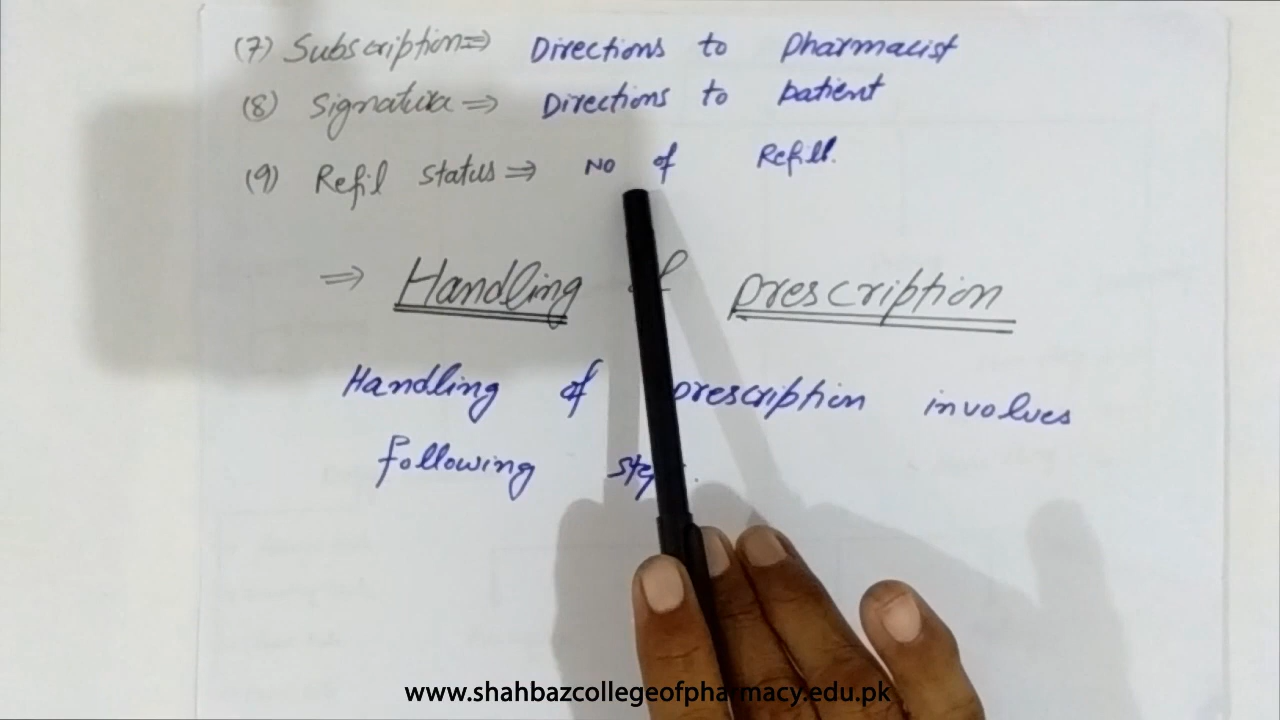 (7) Subscription⇒ Directions to Pharmacist
(8) Signatura ⇒ Directions to patient
(9) Refil status ⇒ NO of Refill.
⇒ Handling of prescription
Handling of prescription involves
following
www.shahbazcollegeofpharmacy.edu.pk